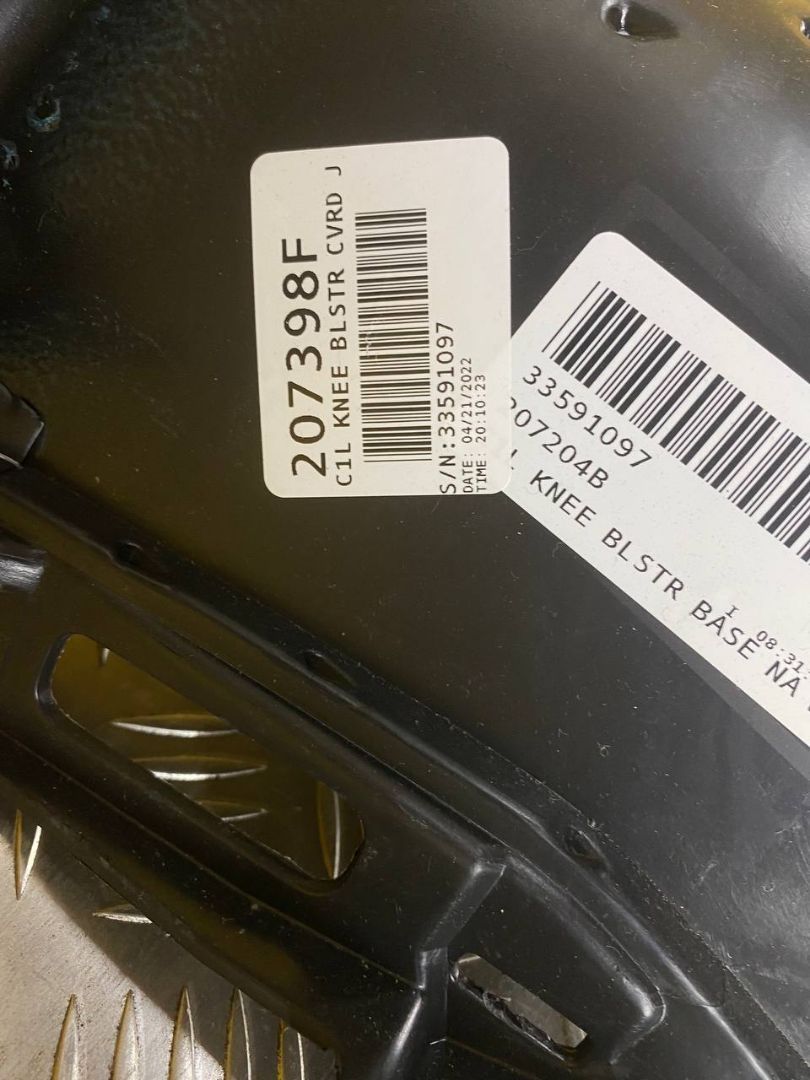 207398F
C1L KNEE BLSTR CVRD J
S/N:33591097
DATE: 04/21/2022
TIME: 20:10:23
33591097
207204B
KNEE BLSTR BASE NA
I 08:31: